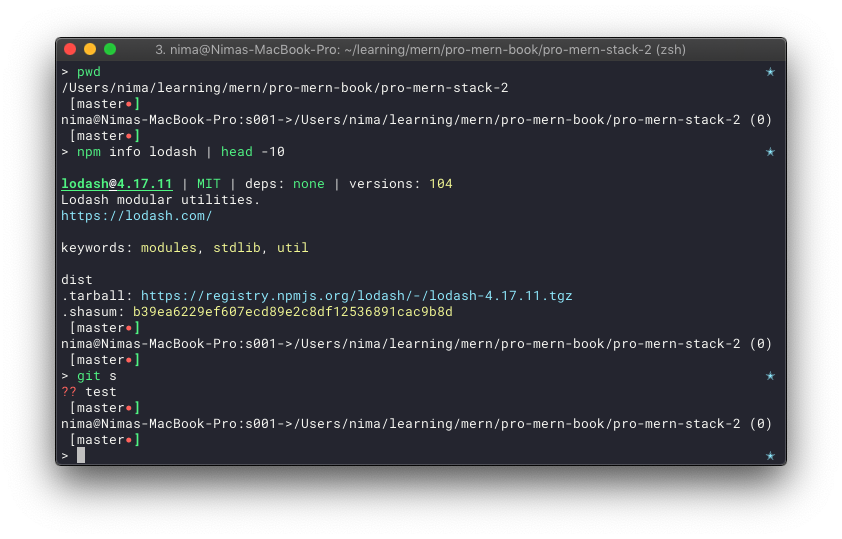 3. nima@Nimas-MacBook-Pro: ~/learning/mern/pro-mern-book/pro-mern-stack-2 (zsh)
> pwd ★
/Users/nima/learning/mern/pro-mern-book/pro-mern-stack-2
[master●]
nima@Nimas-MacBook-Pro:s001->/Users/nima/learning/mern/pro-mern-book/pro-mern-stack-2 (0)
[master●]
> npm info lodash | head -10 ★
lodash@4.17.11 | MIT | deps: none | versions: 104
Lodash modular utilities.
https://lodash.com/
keywords: modules, stdlib, util
dist
.tarball: https://registry.npmjs.org/lodash/-/lodash-4.17.11.tgz
.shasum: b39ea6229ef607ecd89e2c8df12536891cac9b8d
[master●]
nima@Nimas-MacBook-Pro:s001->/Users/nima/learning/mern/pro-mern-book/pro-mern-stack-2 (0)
[master●]
> git s ★
?? test
[master●]
nima@Nimas-MacBook-Pro:s001->/Users/nima/learning/mern/pro-mern-book/pro-mern-stack-2 (0)
[master●]
> ★